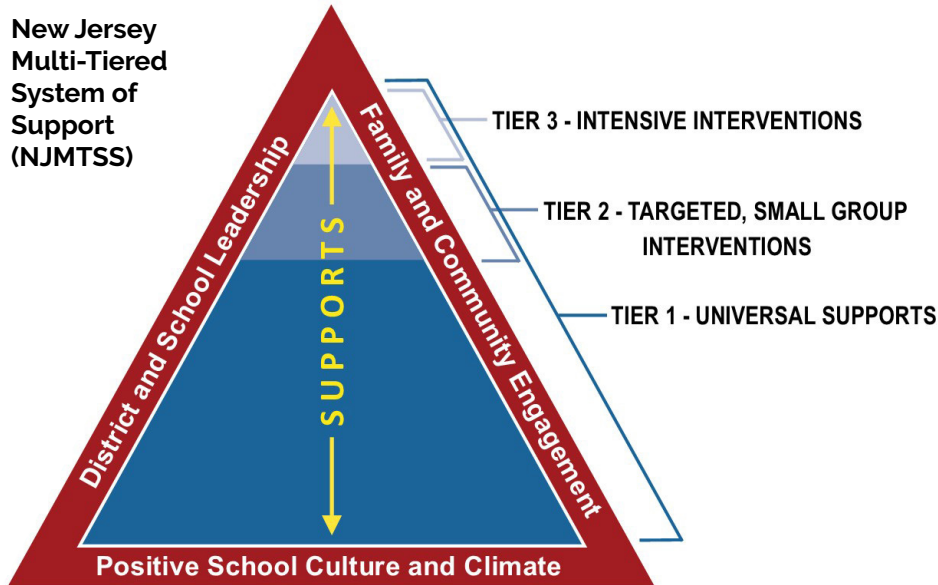 New Jersey
Multi-Tiered
System of
Support
(NJMTSS)
District and School Leadership
Family and Community Engagement
SUPPORTS
TIER 3 - INTENSIVE INTERVENTIONS
TIER 2 - TARGETED, SMALL GROUP
INTERVENTIONS
TIER 1 - UNIVERSAL SUPPORTS
Positive School Culture and Climate